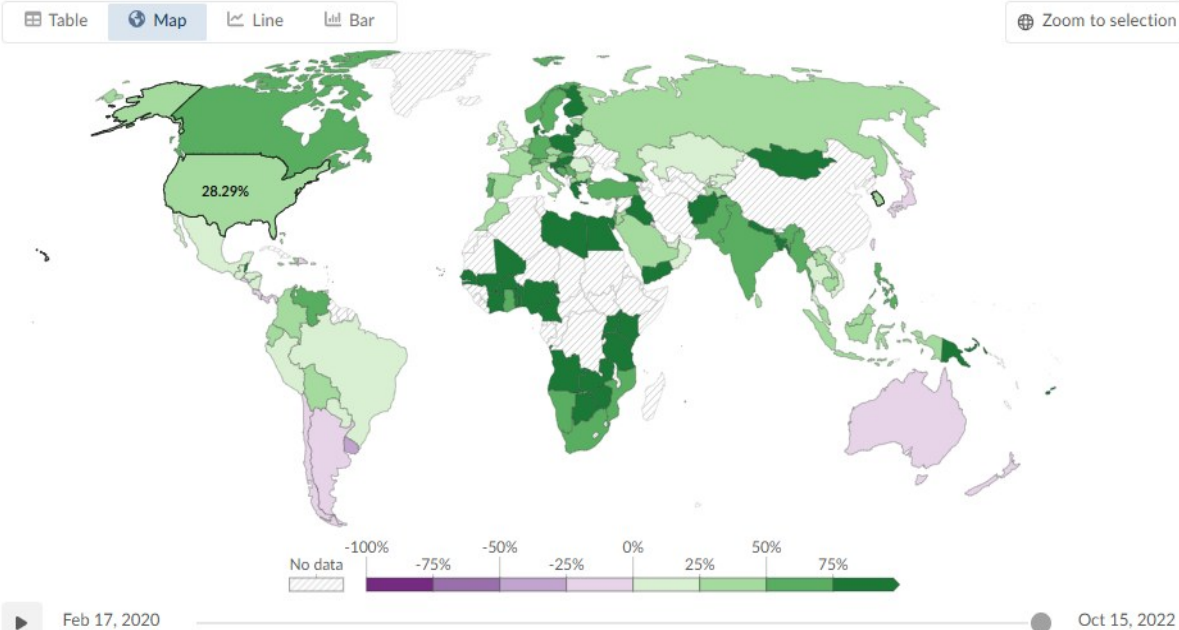 Table Map Line Bar Zoom to selection
28.29%
-100% -50% 0% 50%
No data -75% -25% 25% 75%
Feb 17, 2020 Oct 15, 2022